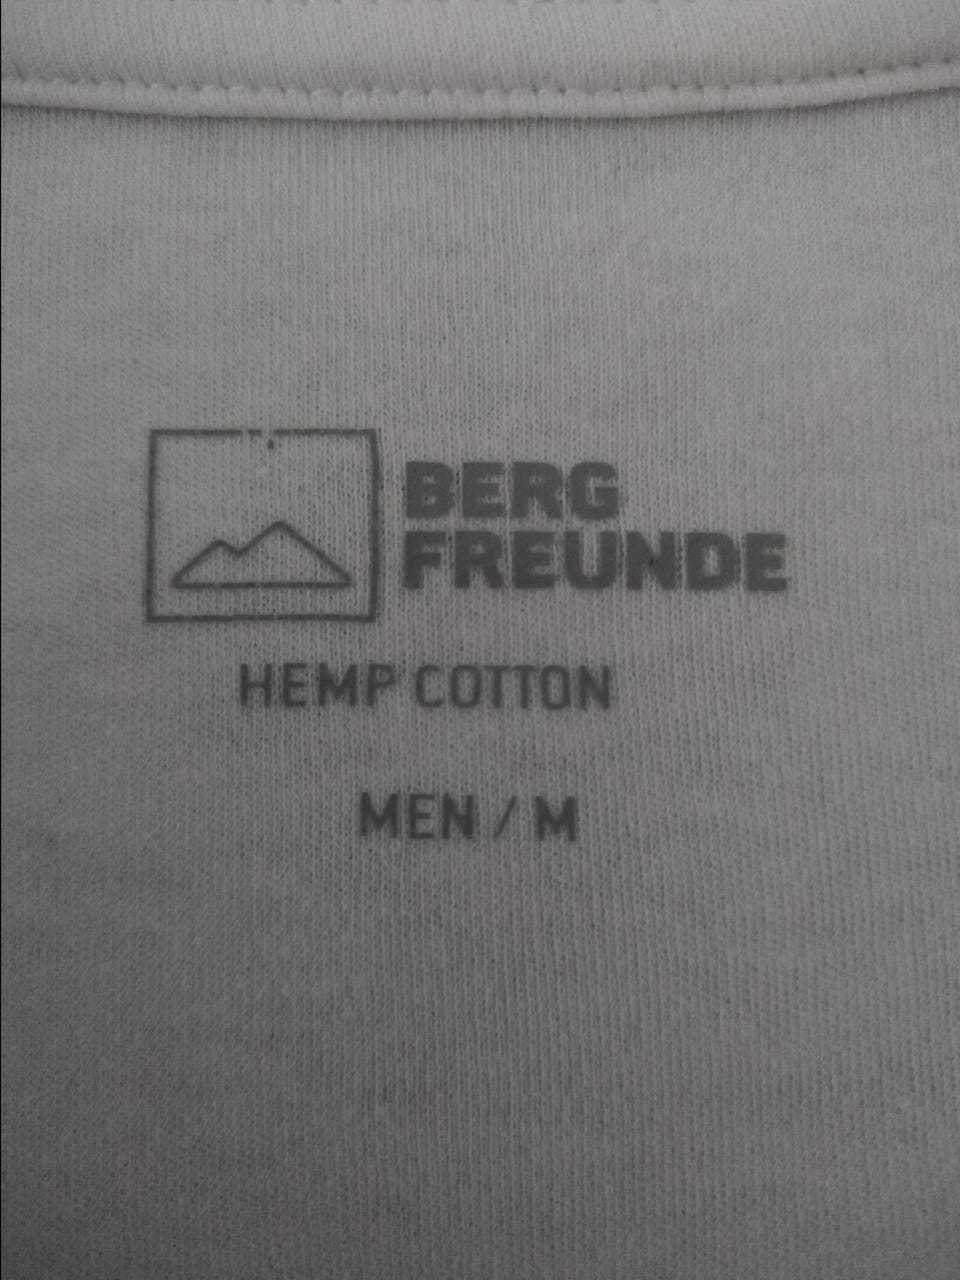 BERG
FREUNDE
HEMP COTTON
MEN / M